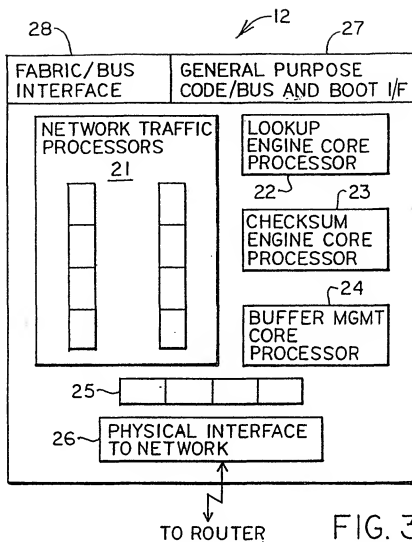 12
28
27
FABRIC/BUS
INTERFACE
GENERAL PURPOSE
CODE/BUS AND BOOT I/F
NETWORK TRAFFIC
PROCESSORS
21
LOOKUP
ENGINE CORE
PROCESSOR
22
23
CHECKSUM
ENGINE CORE
PROCESSOR
24
BUFFER MGMT
CORE
PROCESSOR
25
26
PHYSICAL INTERFACE
TO NETWORK
TO ROUTER
FIG. 3